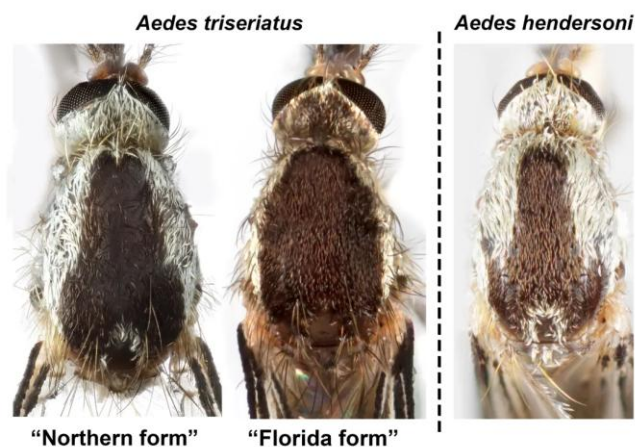 Aedes triseriatus
Aedes hendersoni
“Northern form”
“Florida form”